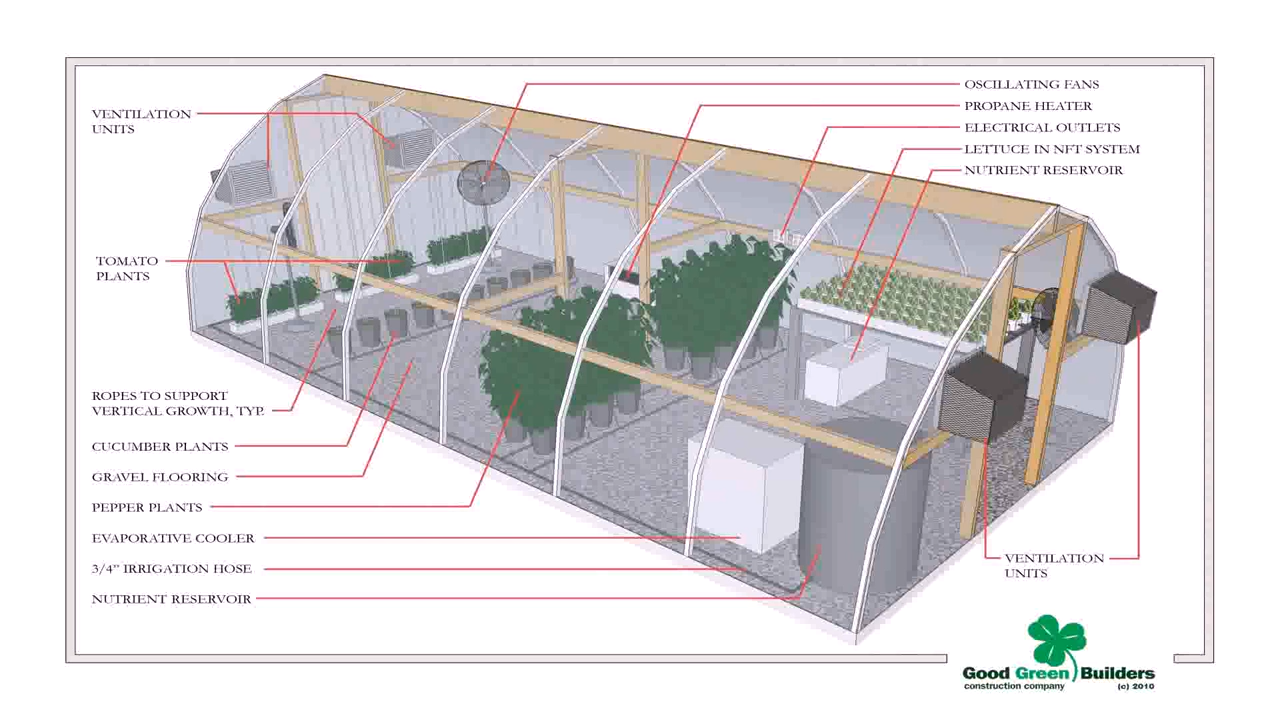 VENTILATION
UNITS
TOMATO
PLANTS
ROPES TO SUPPORT
VERTICAL GROWTH, TYP.
CUCUMBER PLANTS
GRAVEL FLOORING
PEPPER PLANTS
EVAPORATIVE COOLER
3/4” IRRIGATION HOSE
NUTRIENT RESERVOIR
OSCILLATING FANS
PROPANE HEATER
ELECTRICAL OUTLETS
LETTUCE IN NFT SYSTEM
NUTRIENT RESERVOIR
VENTILATION
UNITS
Good Green Builders
construction company (c) 2010